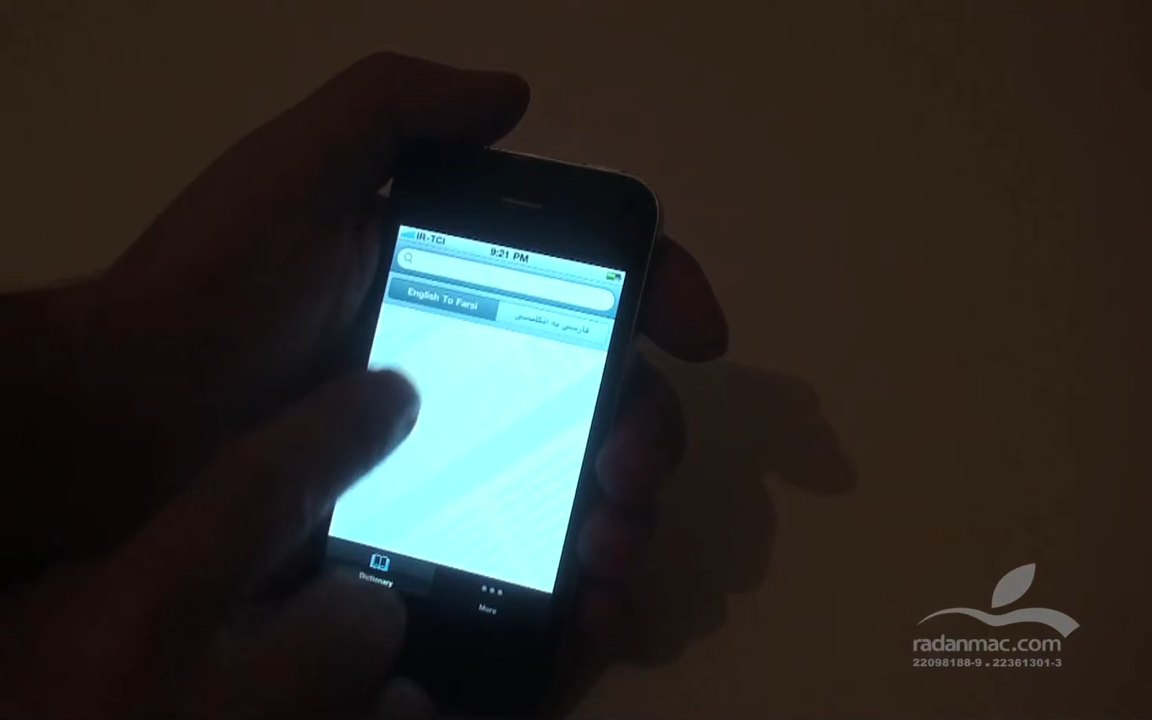 IR-TCI 9:21 PM
English To Farsi فارسی به انگلیسی
Dictionary More
radanmac.com
22098188-9 . 22361301-3